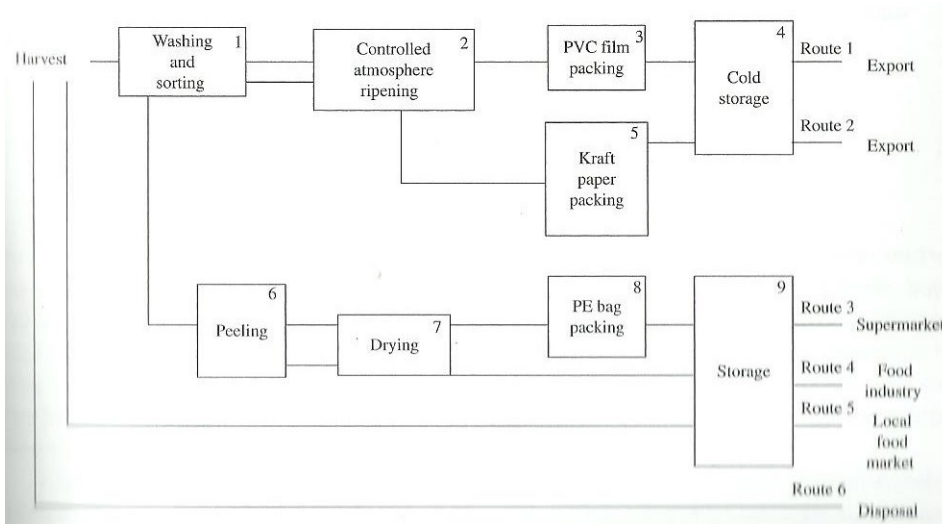 Harvest
Washing 1
and
sorting
Controlled 2
atmosphere
ripening
PVC film 3
packing
4
Cold
storage
Route 1
Export
5
Kraft
paper
packing
Route 2
Export
6
Peeling
7
Drying
8
PE bag
packing
9
Storage
Route 3
Supermarket
Route 4
Food
industry
Route 5
Local
food
market
Route 6
Disposal